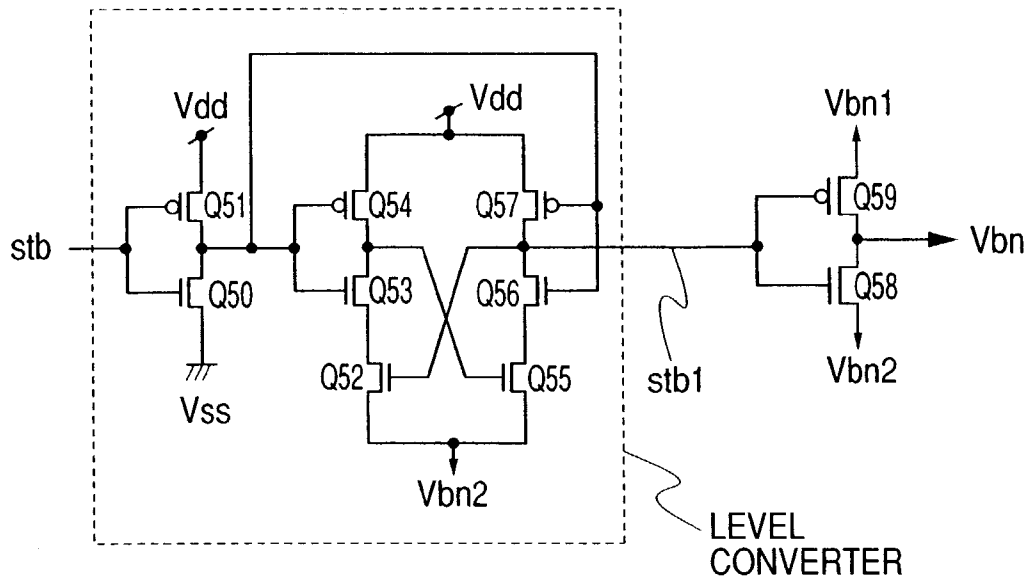 Vdd
Vdd
Vbn1
Q51
Q54
Q57
Q59
stb
Vbn
Q50
Q53
Q56
Q58
Q52
Q55
stb1
Vbn2
Vss
Vbn2
LEVEL
CONVERTER